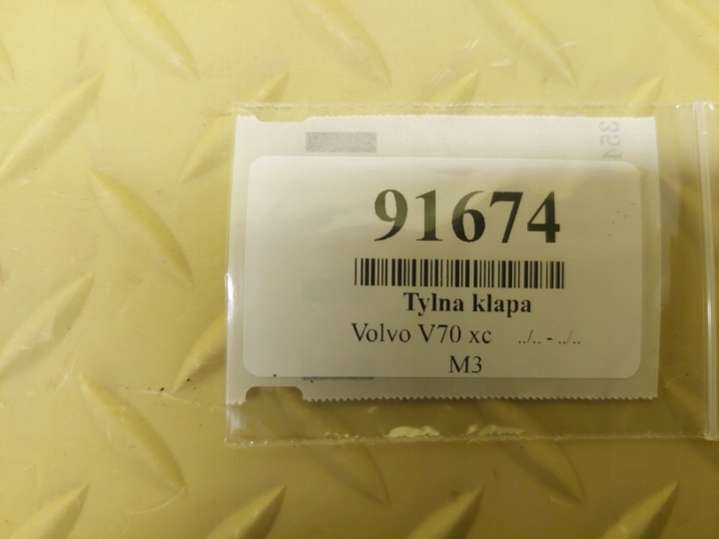 91674
Tylna klapa
Volvo V70 xc ../.. - ../..
M3